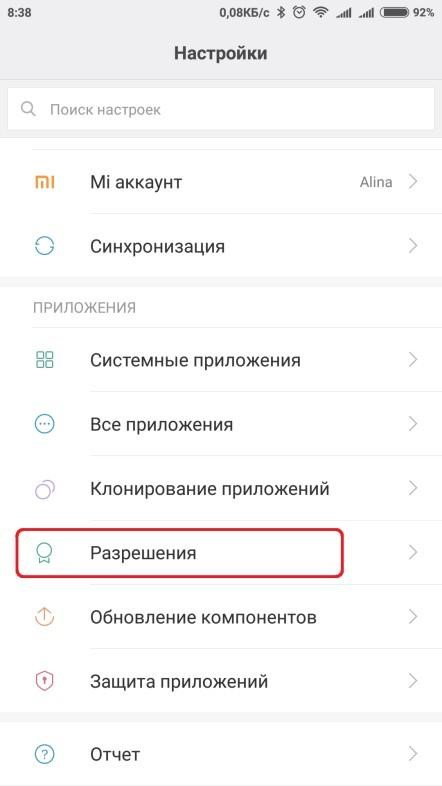 8:38 0,08КБ/с 92%
Настройки
Поиск настроек
Mi аккаунт Alina
Синхронизация
ПРИЛОЖЕНИЯ
Системные приложения
Все приложения
Клонирование приложений
Разрешения
Обновление компонентов
Защита приложений
Отчет